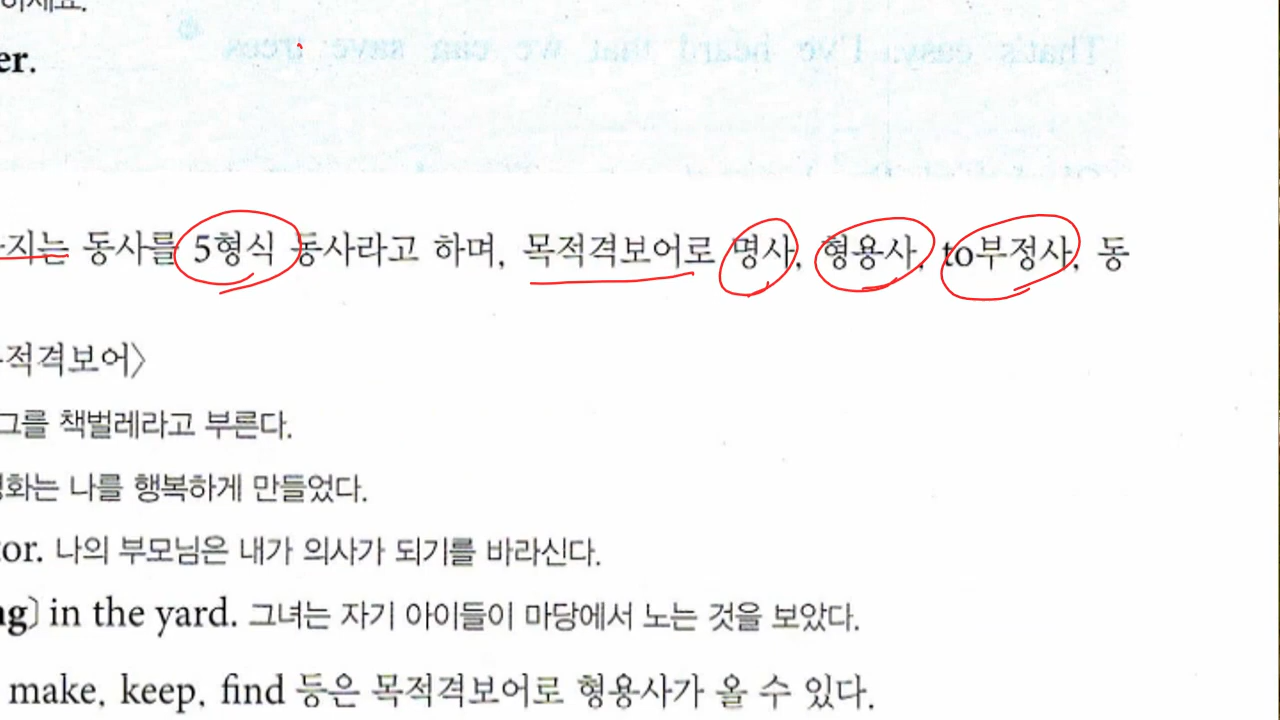 하세요.
That's easy. I've heard that we can save trees
er.
지는 동사를 5형식 동사라고 하며, 목적격보어로 명사, 형용사, to부정사, 동
적격보어〉
그를 책벌레라고 부른다.
영화는 나를 행복하게 만들었다.
tor. 나의 부모님은 내가 의사가 되기를 바라신다.
ng] in the yard. 그녀는 자기 아이들이 마당에서 노는 것을 보았다.
make, keep, find 등은 목적격보어로 형용사가 올 수 있다.